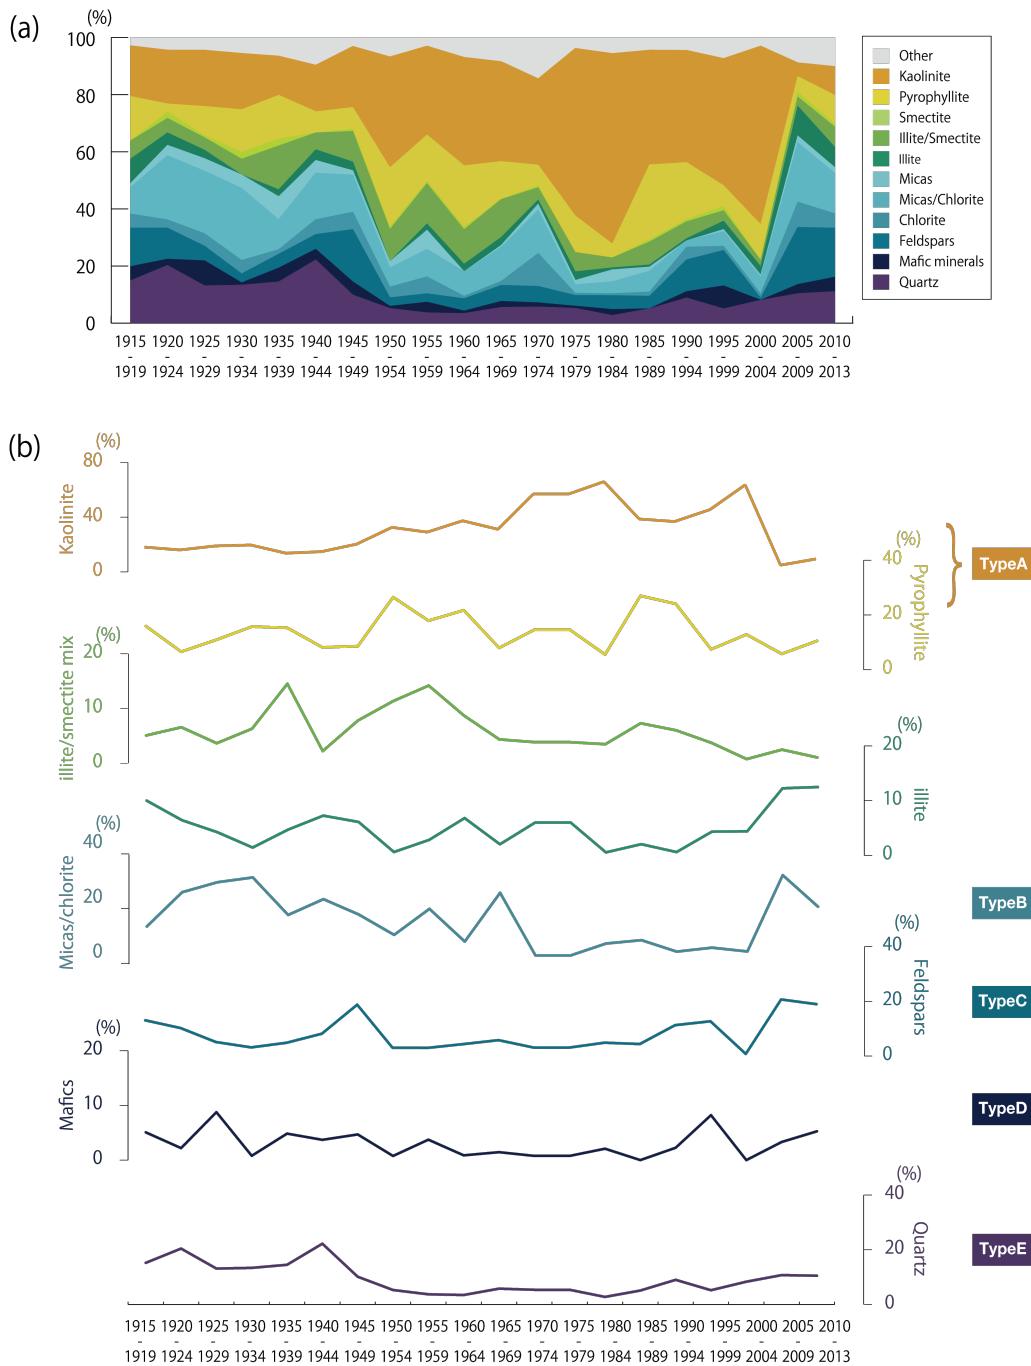 (a)
(%)
100
80
60
40
20
0
1915 1920 1925 1930 1935 1940 1945 1950 1955 1960 1965 1970 1975 1980 1985 1990 1995 2000 2005 2010
- - - - - - - - - - - - - - - - - - - -
1919 1924 1929 1934 1939 1944 1949 1954 1959 1964 1969 1974 1979 1984 1989 1994 1999 2004 2009 2013
Other
Kaolinite
Pyrophyllite
Smectite
Illite/Smectite
Illite
Micas
Micas/Chlorite
Chlorite
Feldspars
Mafic minerals
Quartz
(b)
(%)
80
40
0
Kaolinite
(%)
40
20
0
Pyrophyllite
TypeA
(%)
20
10
0
illite/smectite mix
(%)
20
10
0
illite
(%)
40
20
0
Micas/chlorite
TypeB
(%)
40
20
0
Feldspars
TypeC
(%)
20
10
0
Mafics
TypeD
(%)
40
20
0
Quartz
TypeE
1915 1920 1925 1930 1935 1940 1945 1950 1955 1960 1965 1970 1975 1980 1985 1990 1995 2000 2005 2010
- - - - - - - - - - - - - - - - - - - -
1919 1924 1929 1934 1939 1944 1949 1954 1959 1964 1969 1974 1979 1984 1989 1994 1999 2004 2009 2013